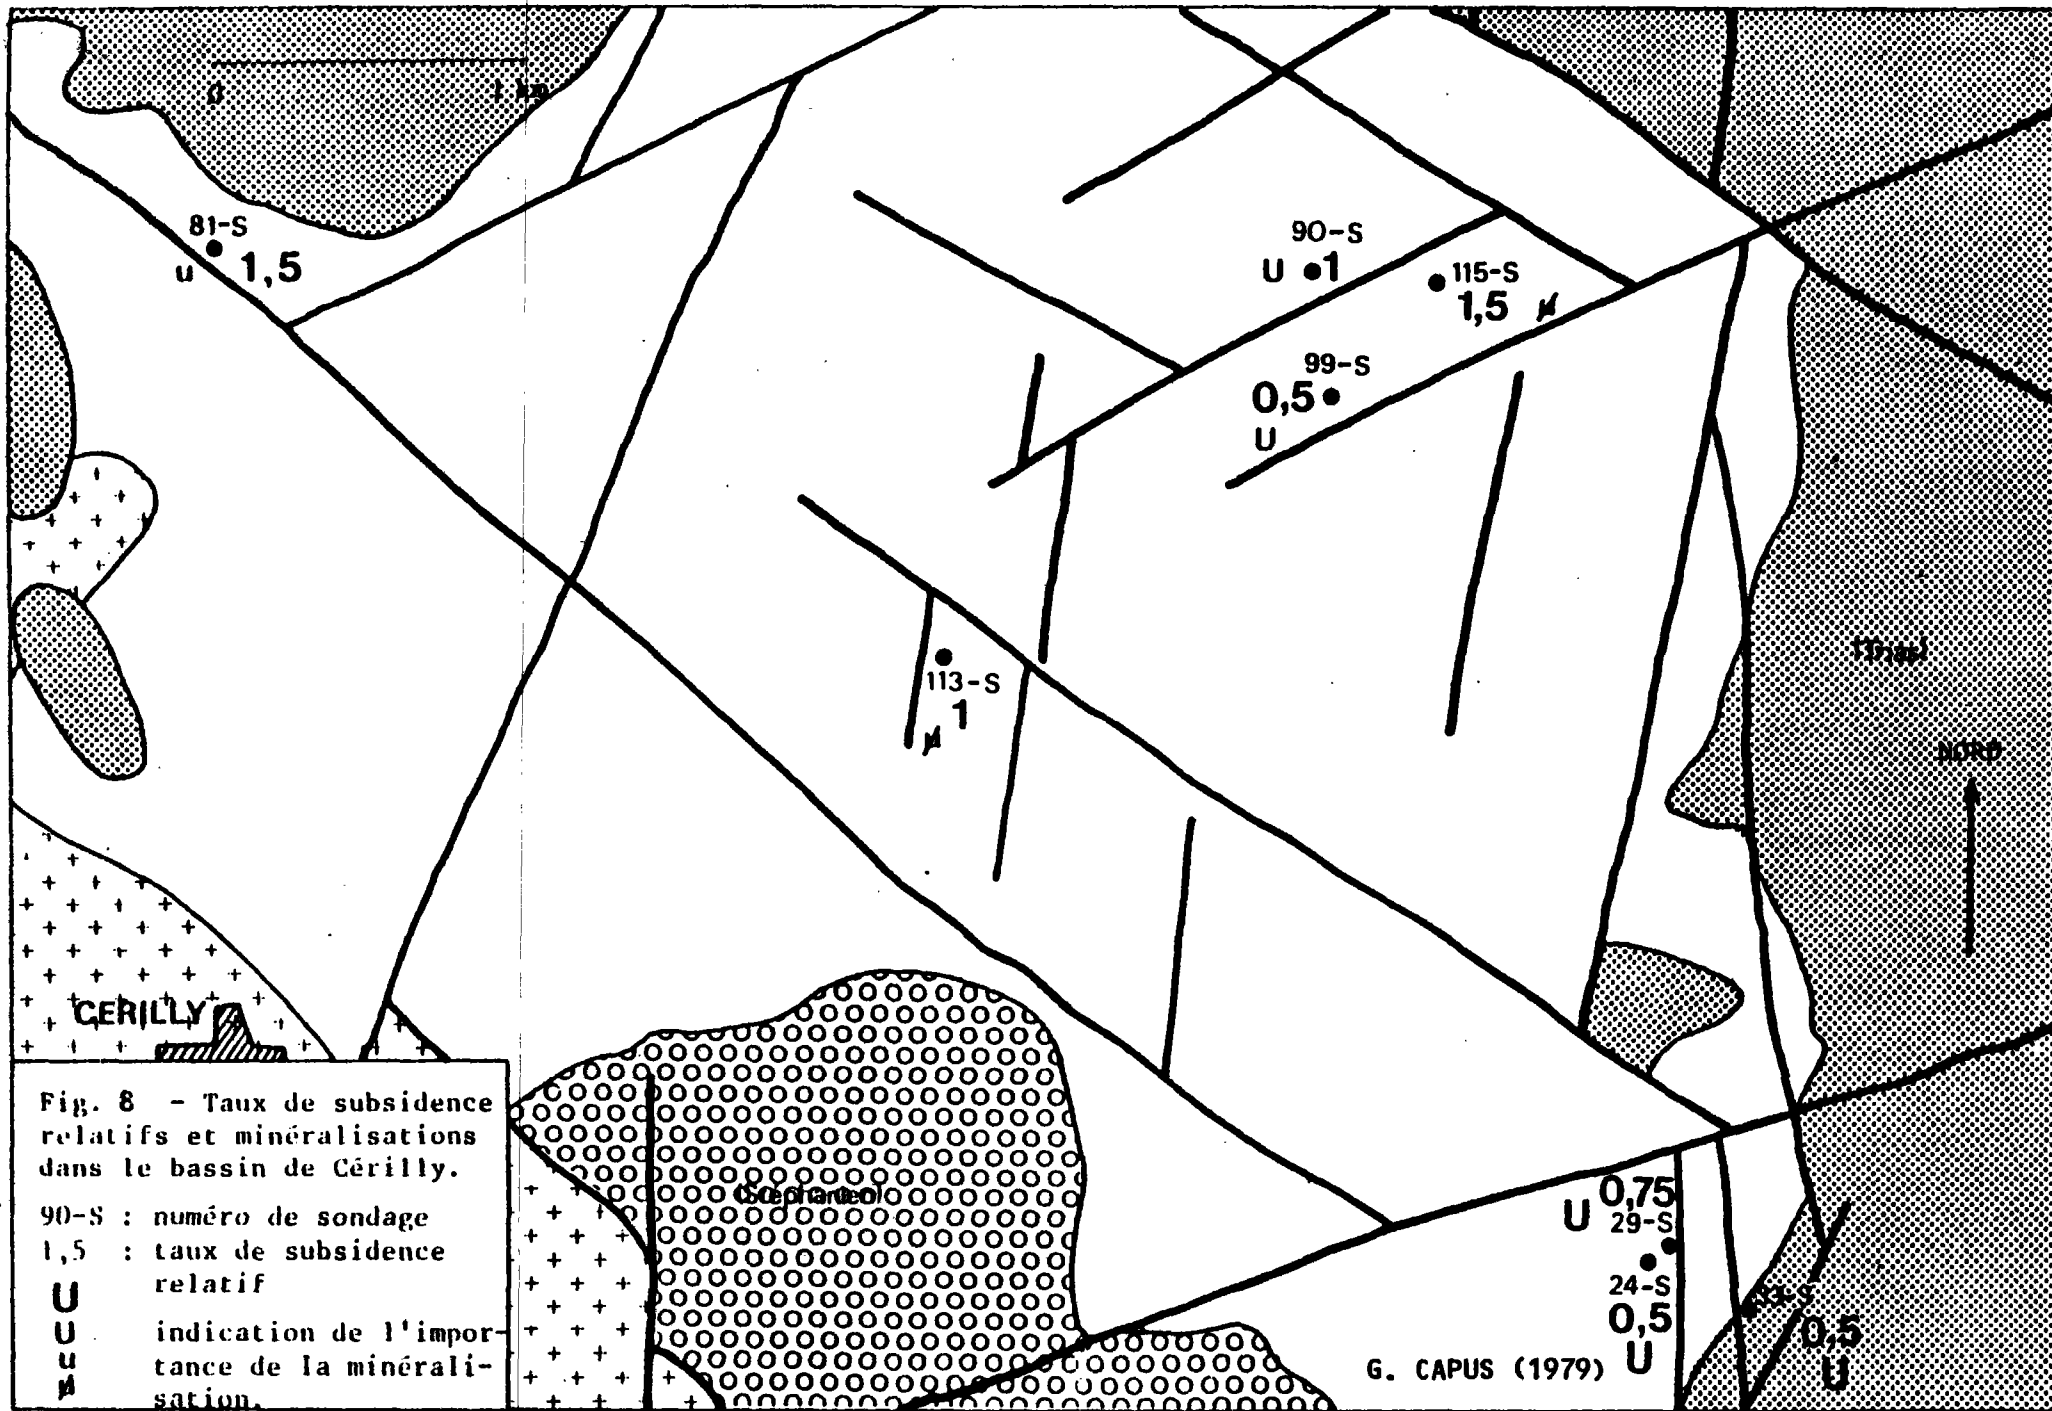 0
1 km
81-S
u
1,5
90-S
U
1
115-S
1,5
99-S
0,5
U
(Trias)
113-S
1
NORD
CERILLY
(Stéphanien)
U
0,75
29-S
24-S
0,5
U
33-S
0,5
U
G. CAPUS (1979)
Fig. 8 - Taux de subsidence
relatifs et minéralisations
dans le bassin de Cérilly.
90-S : numéro de sondage
1,5 : taux de subsidence
relatif
U
U
u
indication de l'impor-
tance de la minérali-
sation.